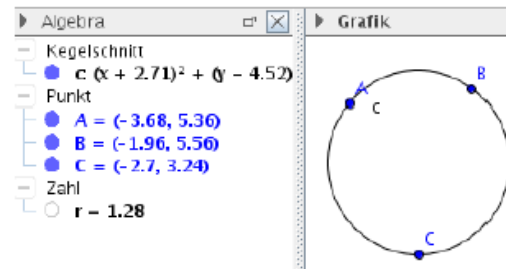 Algebra
Grafik
Kegelschnitt
c: (x + 2.71)² + (y – 4.52)
Punkt
A = (–3.68, 5.36)
B = (–1.96, 5.56)
C = (–2.7, 3.24)
Zahl
r = 1.28
A
B
c
C